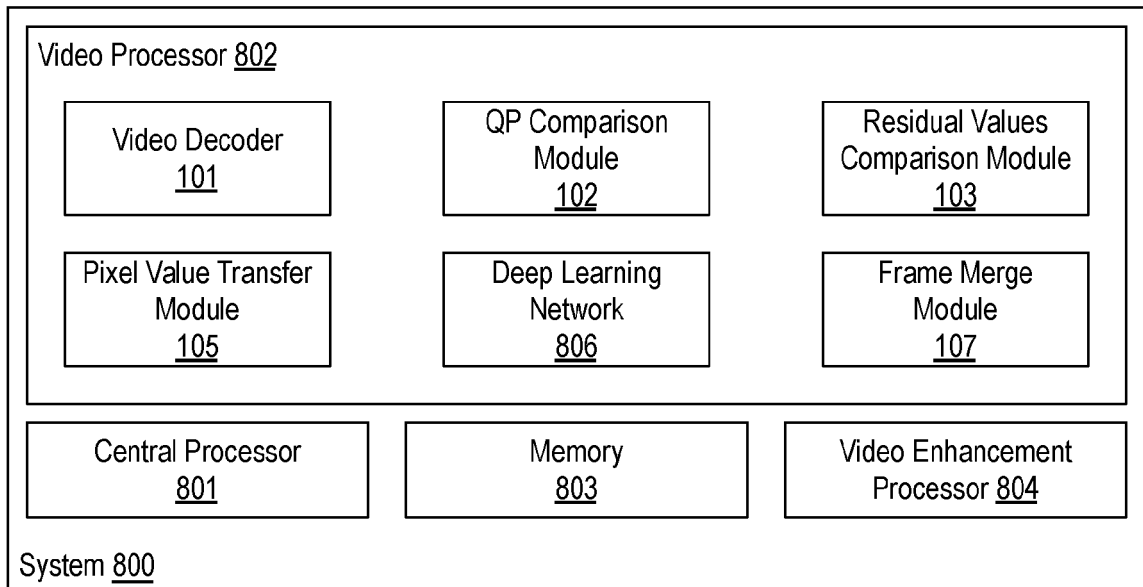 Video Processor 802
Video Decoder
101
QP Comparison
Module
102
Residual Values
Comparison Module
103
Pixel Value Transfer
Module
105
Deep Learning
Network
806
Frame Merge
Module
107
Central Processor
801
Memory
803
Video Enhancement
Processor 804
System 800